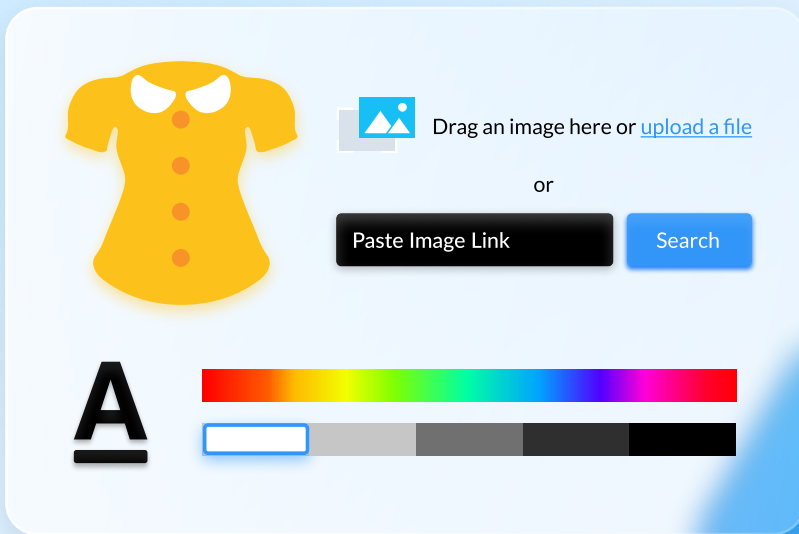 Drag an image here or upload a file
or
Paste Image Link
Search
A